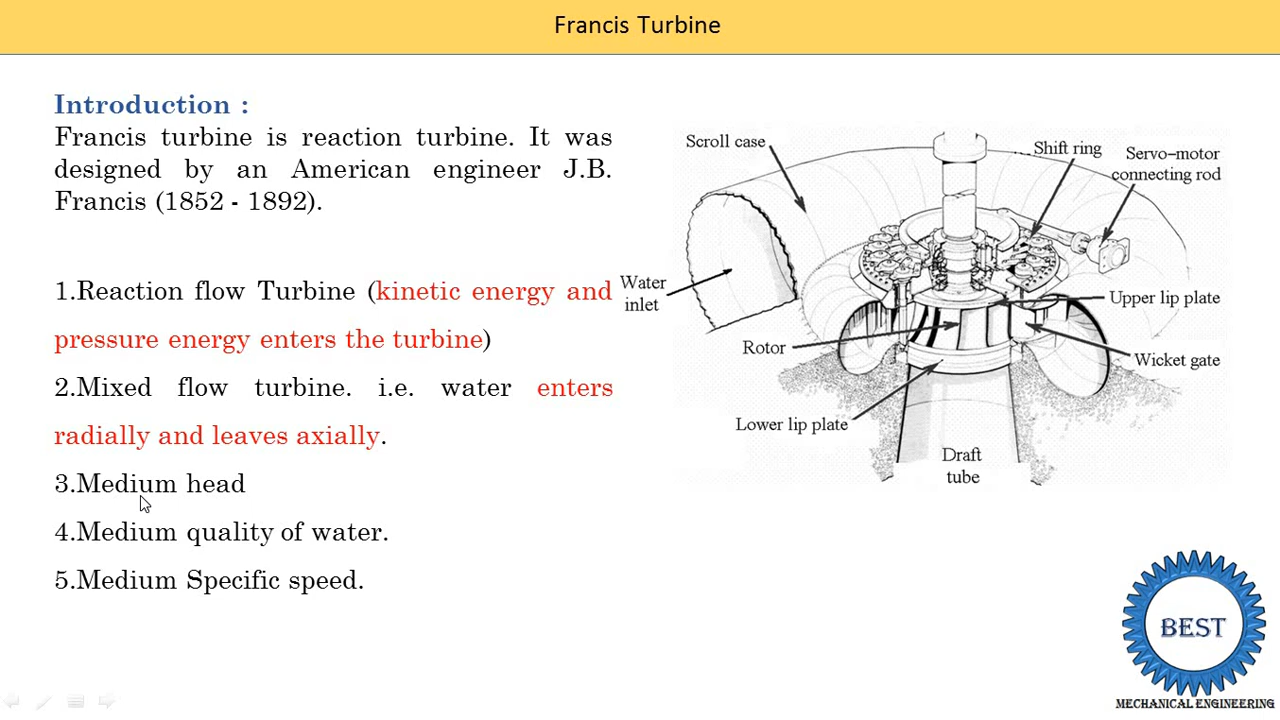 Francis Turbine
Introduction :
Francis turbine is reaction turbine. It was
designed by an American engineer J.B.
Francis (1852 - 1892).
1.Reaction flow Turbine (kinetic energy and
pressure energy enters the turbine)
2.Mixed flow turbine. i.e. water enters
radially and leaves axially.
3.Medium head
4.Medium quality of water.
5.Medium Specific speed.
Scroll case
Shift ring
Servo-motor
connecting rod
Water
inlet
Upper lip plate
Rotor
Wicket gate
Lower lip plate
Draft
tube
BEST
MECHANICAL ENGINEERING